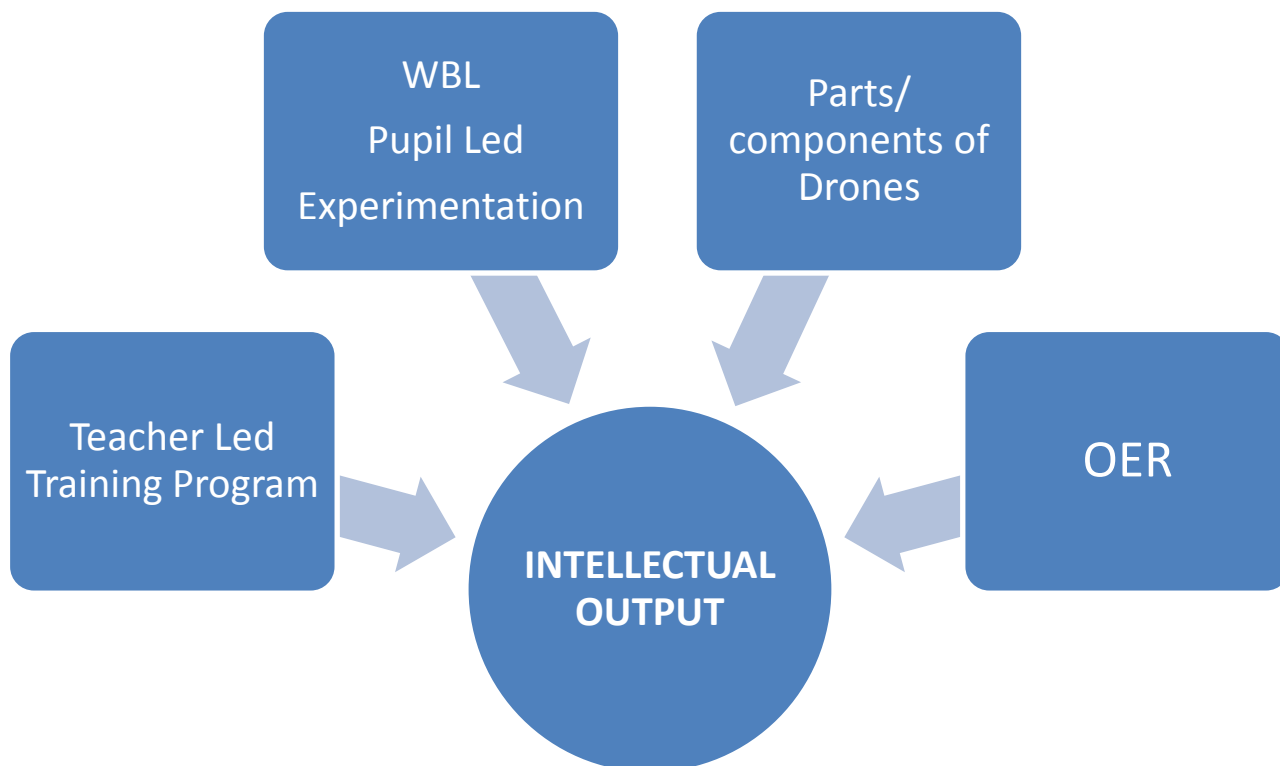 WBL
Pupil Led
Experimentation
Parts/
components of
Drones
Teacher Led
Training Program
OER
INTELLECTUAL
OUTPUT